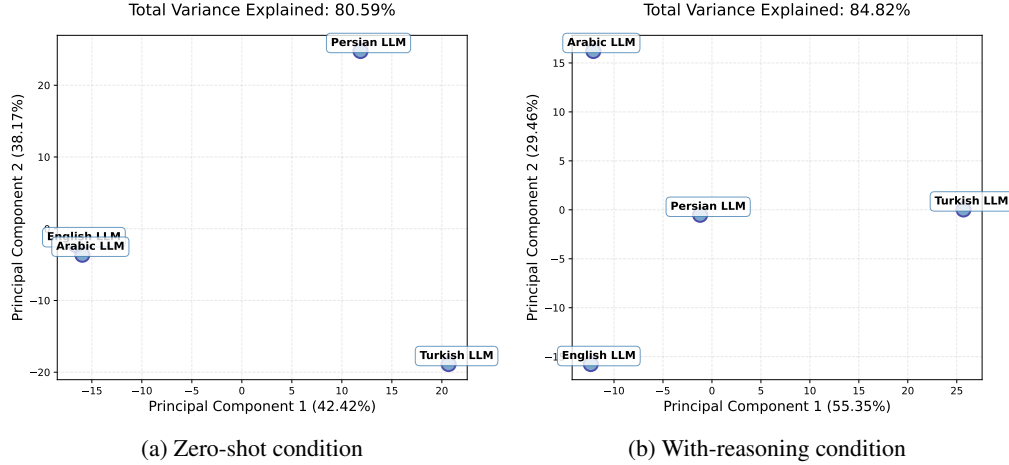 Total Variance Explained: 80.59%
Principal Component 2 (38.17%)
20
10
0
−10
−20
Persian LLM
English LLM
Arabic LLM
Turkish LLM
−15
−10
−5
0
5
10
15
20
Principal Component 1 (42.42%)
(a) Zero-shot condition
Total Variance Explained: 84.82%
Principal Component 2 (29.46%)
15
10
5
0
−5
−10
Arabic LLM
Persian LLM
Turkish LLM
English LLM
−10
−5
0
5
10
15
20
25
Principal Component 1 (55.35%)
(b) With-reasoning condition